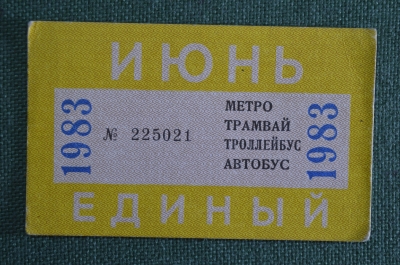 ИЮНЬ
1983
№ 225021
МЕТРО
ТРАМВАЙ
ТРОЛЛЕЙБУС
АВТОБУС
1983
ЕДИНЫЙ